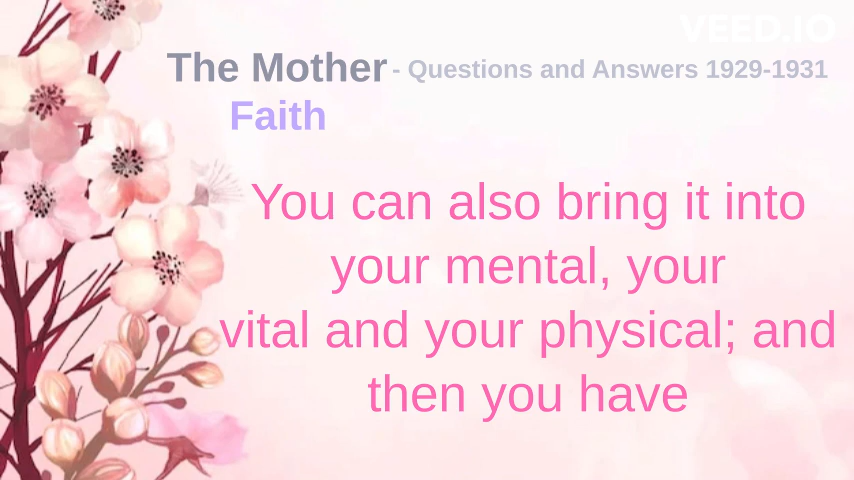 VEED.IO
The Mother - Questions and Answers 1929-1931
Faith
You can also bring it into
your mental, your
vital and your physical; and
then you have